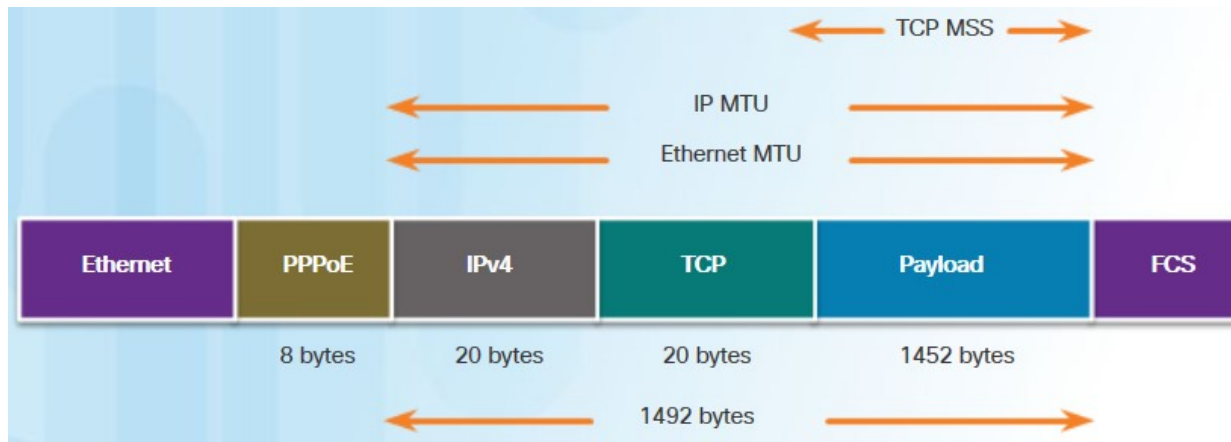 TCP MSS
IP MTU
Ethernet MTU
Ethernet PPPoE IPv4 TCP Payload FCS
8 bytes 20 bytes 20 bytes 1452 bytes
1492 bytes